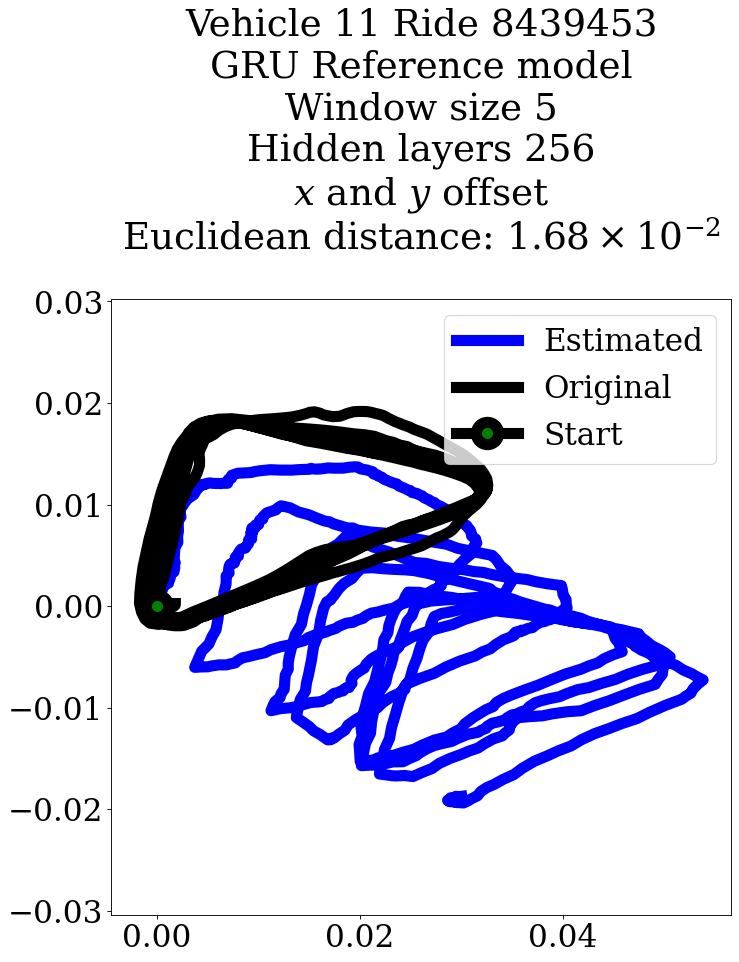 Vehicle 11 Ride 8439453
GRU Reference model
Window size 5
Hidden layers 256
x and y offset
Euclidean distance: 1.68 × 10⁻²
0.03
0.02
0.01
0.00
−0.01
−0.02
−0.03
Estimated
Original
Start
0.00 0.02 0.04